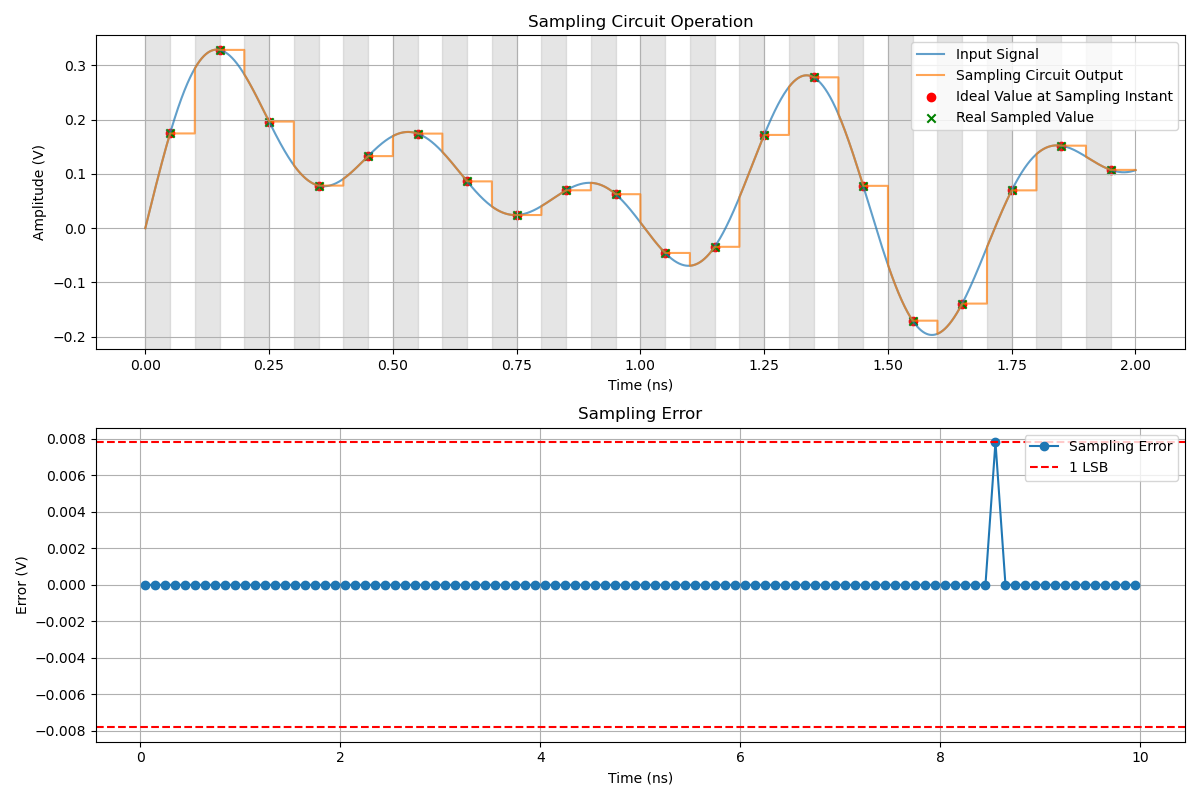 Sampling Circuit Operation
Amplitude (V)
0.3
0.2
0.1
0.0
−0.1
−0.2
Input Signal
Sampling Circuit Output
Ideal Value at Sampling Instant
Real Sampled Value
0.00 0.25 0.50 0.75 1.00 1.25 1.50 1.75 2.00
Time (ns)
Sampling Error
Error (V)
0.008
0.006
0.004
0.002
0.000
−0.002
−0.004
−0.006
−0.008
Sampling Error
1 LSB
0 2 4 6 8 10
Time (ns)